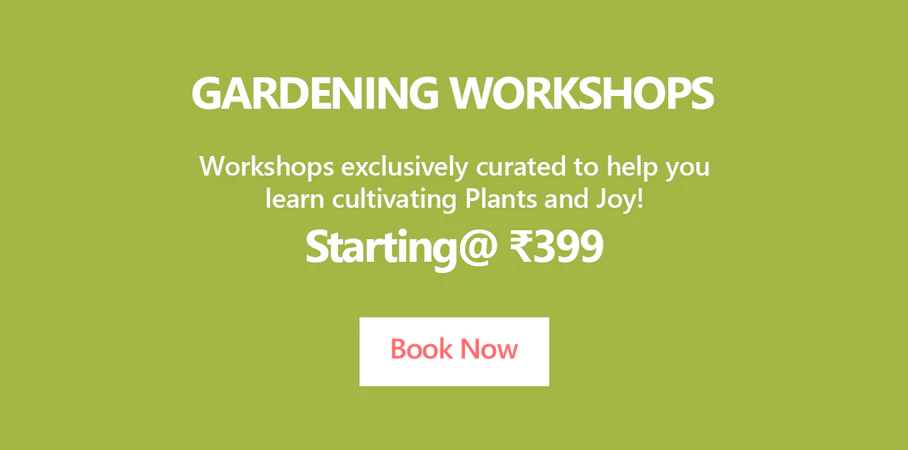 GARDENING WORKSHOPS
Workshops exclusively curated to help you
learn cultivating Plants and Joy!
Starting@ ₹399
Book Now